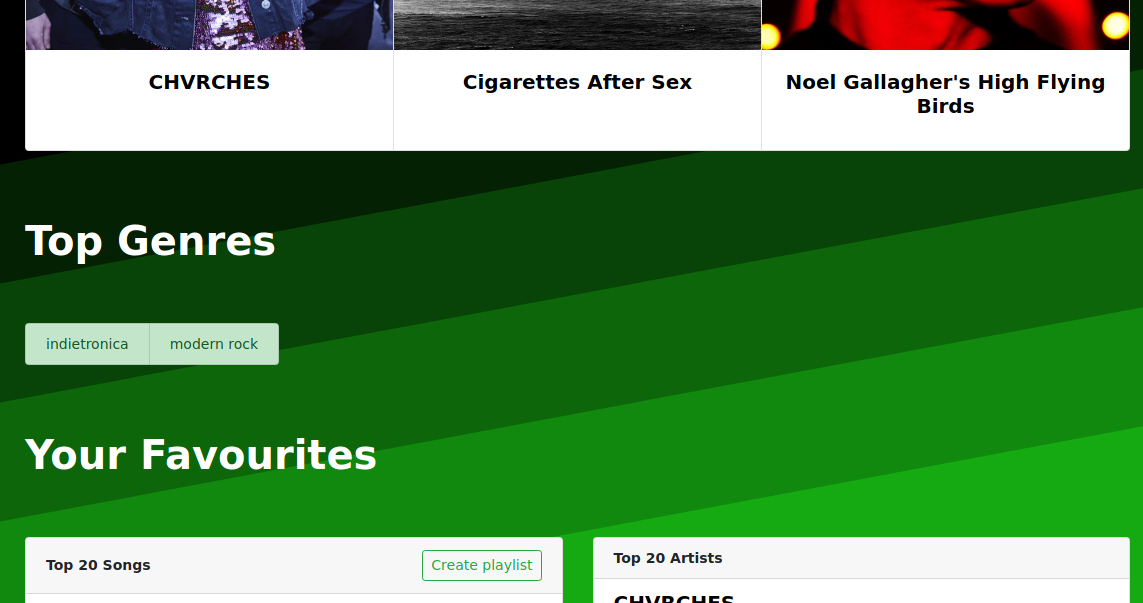 CHVRCHES
Cigarettes After Sex
Noel Gallagher's High Flying
Birds
Top Genres
indietronica
modern rock
Your Favourites
Top 20 Songs
Create playlist
Top 20 Artists
CHVRCHES